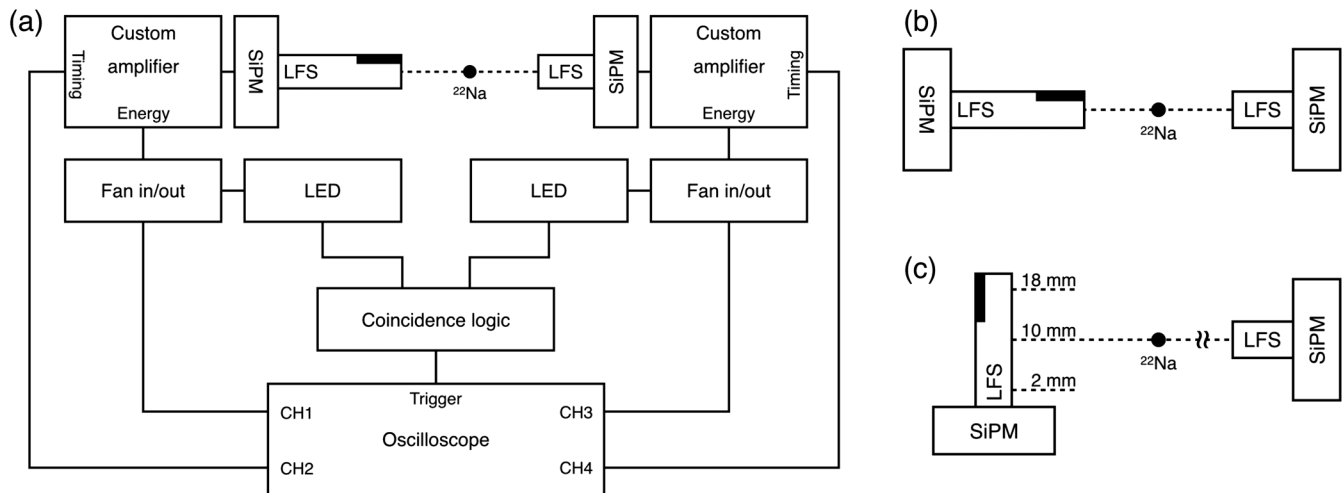 (a)
Custom
amplifier
Timing
Energy
SiPM
LFS
²²Na
LFS
SiPM
Custom
amplifier
Timing
Energy
Fan in/out
LED
LED
Fan in/out
Coincidence logic
Trigger
CH1
CH3
Oscilloscope
CH2
CH4
(b)
SiPM
LFS
²²Na
LFS
SiPM
(c)
18 mm
10 mm
2 mm
LFS
SiPM
²²Na
LFS
SiPM